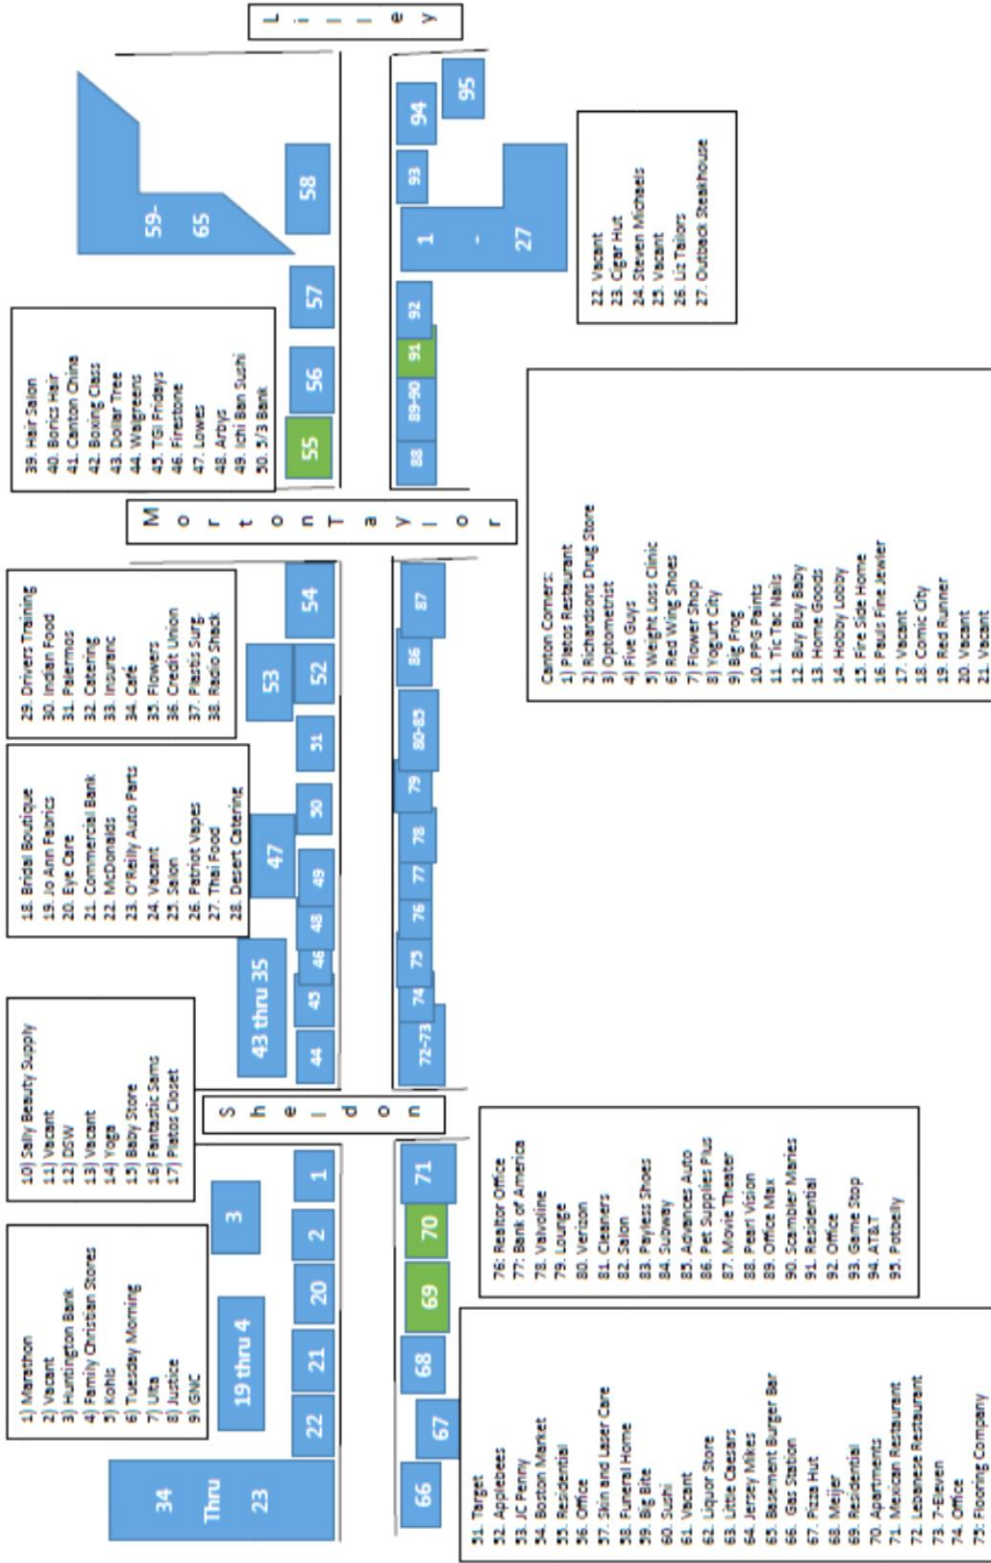 1) Marathon
2) Vacant
3) Huntington Bank
4) Family Christian Stores
5) Kohls
6) Tuesday Morning
7) Ulta
8) Justice
9) GNC
10) Sally Beauty Supply
11) Vacant
12) DSW
13) Vacant
14) Yoga
15) Baby Store
16) Fantastic Sams
17) Platos Closet
18. Bridal Boutique
19. Jo Ann Fabrics
20. Eye Care
21. Commercial Bank
22. McDonalds
23. O'Reilly Auto Parts
24. Vacant
25. Salon
26. Patriot Vapes
27. Thai Food
28. Desert Catering
29. Drivers Training
30. Indian Food
31. Palermos
32. Catering
33. Insuranc
34. Café
35. Flowers
36. Credit Union
37. Plastis Surg.
38. Radio Shack
39. Hair Salon
40. Borics Hair
41. Canton China
42. Boxing Class
43. Dollar Tree
44. Walgreens
45. TGI Fridays
46. Firestone
47. Lowes
48. Arbys
49. Ichi Ban Sushi
50. 5/3 Bank
34
Thru
23
19 thru 4
3
43 thru 35
47
53
59-
65
22
21
20
2
1
44
45
46
48
49
50
51
52
54
55
56
57
58
S h e l d o n
M o r t o n T a y l o r
L i l l e y
66
67
68
69
70
71
72-73
74
75
76
77
78
79
80-85
86
87
88
89-90
91
92
1
-
27
93
94
95
51. Target
52. Applebees
53. JC Penny
54. Boston Market
55. Residential
56. Office
57. Skin and Laser Care
58. Funeral Home
59. Big Bite
60. Sushi
61. Vacant
62. Liquor Store
63. Little Caesars
64. Jersey Mikes
65. Basement Burger Bar
66. Gas Station
67. Pizza Hut
68. Meijer
69. Residential
70. Apartments
71. Mexican Restaurant
72. Lebanese Restaurant
73. 7-Eleven
74. Office
75: Flooring Company
76: Realtor Office
77: Bank of America
78. Valvoline
79. Lounge
80. Verizon
81. Cleaners
82. Salon
83. Payless Shoes
84. Subway
85. Advances Auto
86. Pet Supplies Plus
87. Movie Theater
88. Pearl Vision
89. Office Max
90. Scambler Maries
91. Residential
92. Office
93. Game Stop
94. AT&T
95. Potbelly
Canton Corners:
1) Platos Restaurant
2) Richardsons Drug Store
3) Optometrist
4) Five Guys
5) Weight Loss Clinic
6) Red Wing Shoes
7) Flower Shop
8) Yogurt City
9) Big Frog
10. PPG Paints
11. Tic Tac Nails
12. Buy Buy Baby
13. Home Goods
14. Hobby Lobby
15. Fire Side Home
16. Pauls Fine Jewler
17. Vacant
18. Comic City
19. Red Runner
20. Vacant
21. Vacant
22. Vacant
23. Cigar Hut
24. Steven Michaels
25. Vacant
26. Liz Tailors
27. Outback Steakhouse